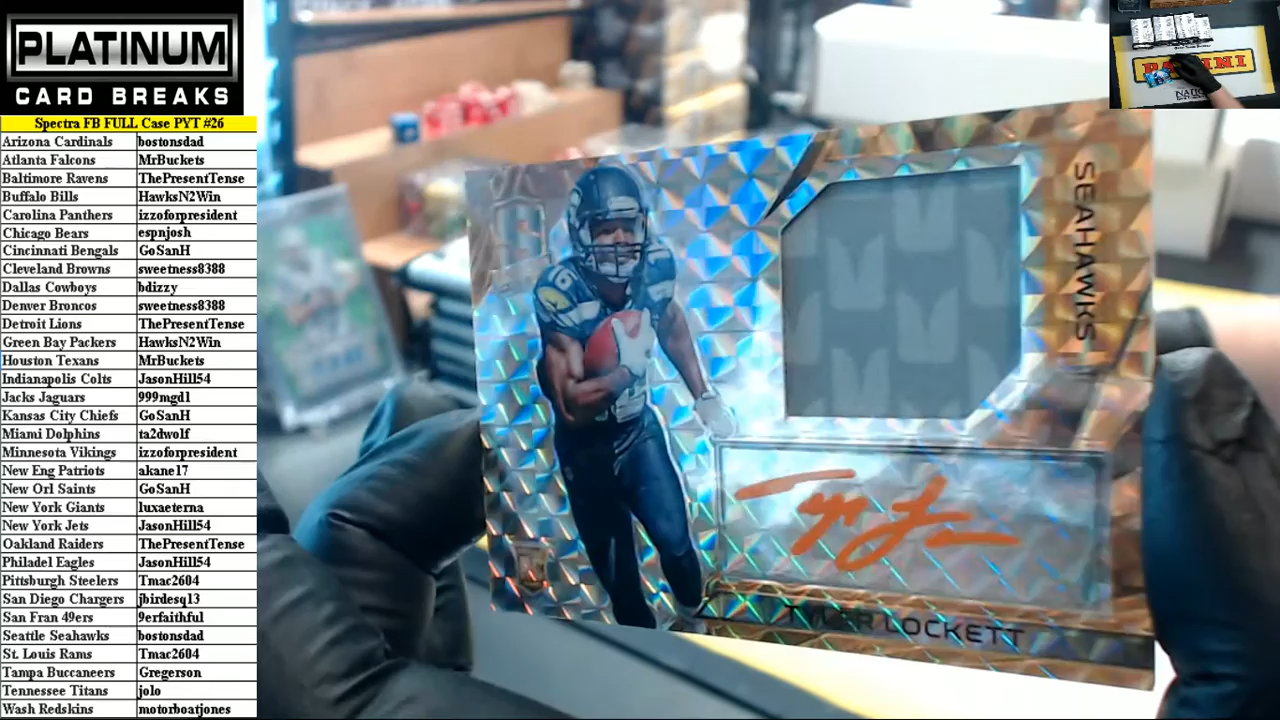 PLATINUM
CARD BREAKS
Spectra FB FULL Case PYT #26
Arizona Cardinals bostonsdad
Atlanta Falcons MrBuckets
Baltimore Ravens ThePresentTense
Buffalo Bills HawksN2Win
Carolina Panthers izzoforpresident
Chicago Bears espnjosh
Cincinnati Bengals GoSanH
Cleveland Browns sweetness8388
Dallas Cowboys bdizzy
Denver Broncos sweetness8388
Detroit Lions ThePresentTense
Green Bay Packers HawksN2Win
Houston Texans MrBuckets
Indianapolis Colts JasonHill54
Jacks Jaguars 999mgd1
Kansas City Chiefs GoSanH
Miami Dolphins ta2dwolf
Minnesota Vikings izzoforpresident
New Eng Patriots akane17
New Orl Saints GoSanH
New York Giants luxaeterna
New York Jets JasonHill54
Oakland Raiders ThePresentTense
Philadel Eagles JasonHill54
Pittsburgh Steelers Tmac2604
San Diego Chargers jbirdesq13
San Fran 49ers 9erfaithful
Seattle Seahawks bostonsdad
St. Louis Rams Tmac2604
Tampa Buccaneers Gregerson
Tennessee Titans jolo
Wash Redskins motorboatjones
SEAHAWKS
16
TYLER LOCKETT
PANINI